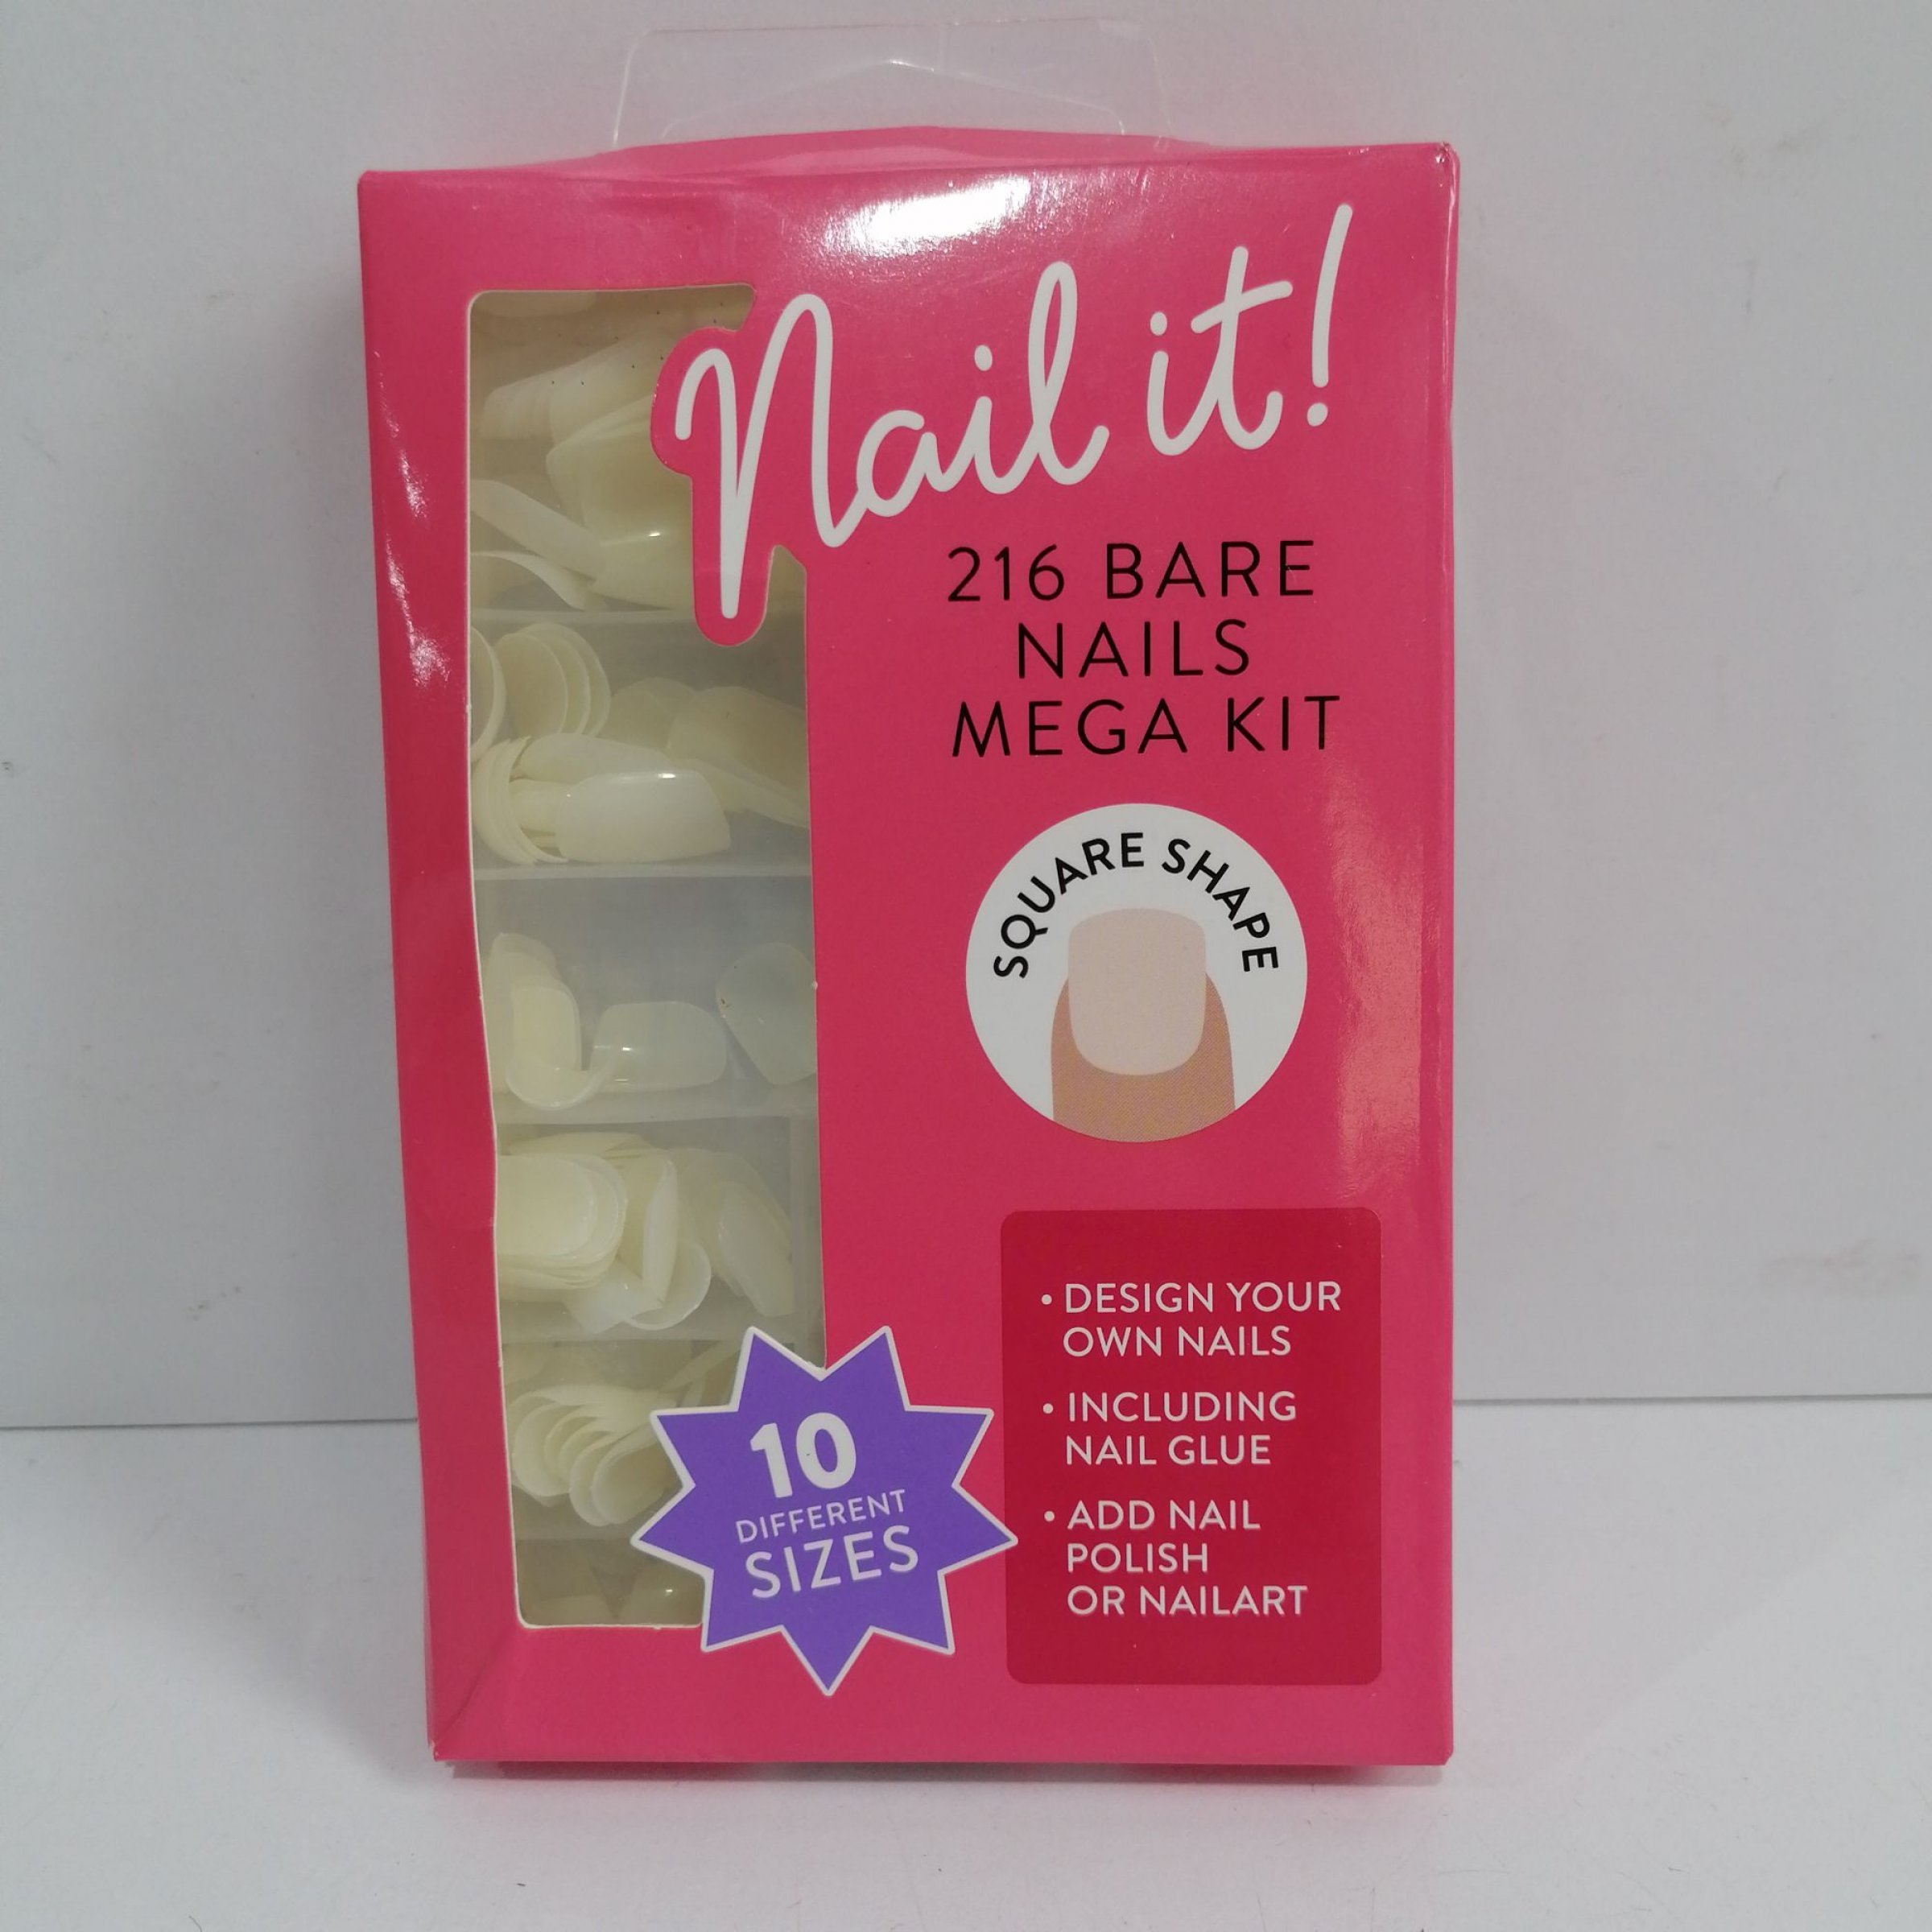 Nail it!
216 BARE
NAILS
MEGA KIT
SQUARE SHAPE
• DESIGN YOUR
OWN NAILS
• INCLUDING
NAIL GLUE
• ADD NAIL
POLISH
OR NAILART
10
DIFFERENT
SIZES